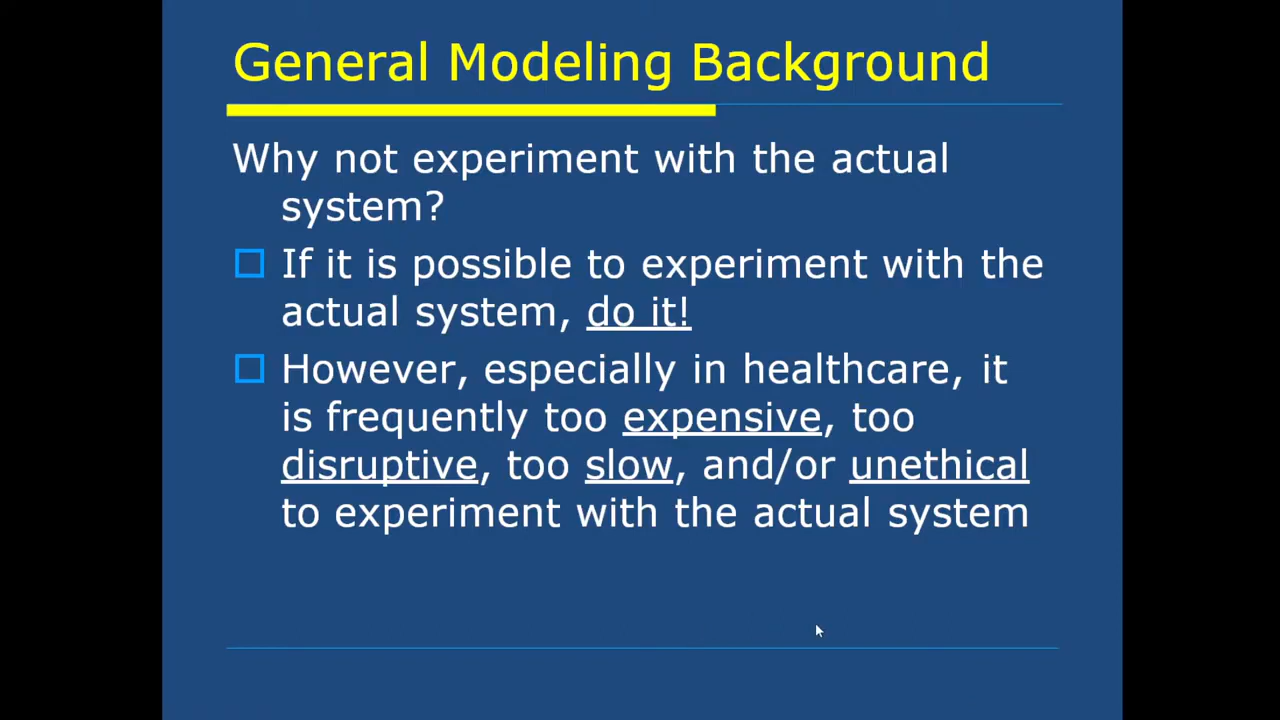 General Modeling Background
Why not experiment with the actual
system?
If it is possible to experiment with the
actual system, do it!
However, especially in healthcare, it
is frequently too expensive, too
disruptive, too slow, and/or unethical
to experiment with the actual system